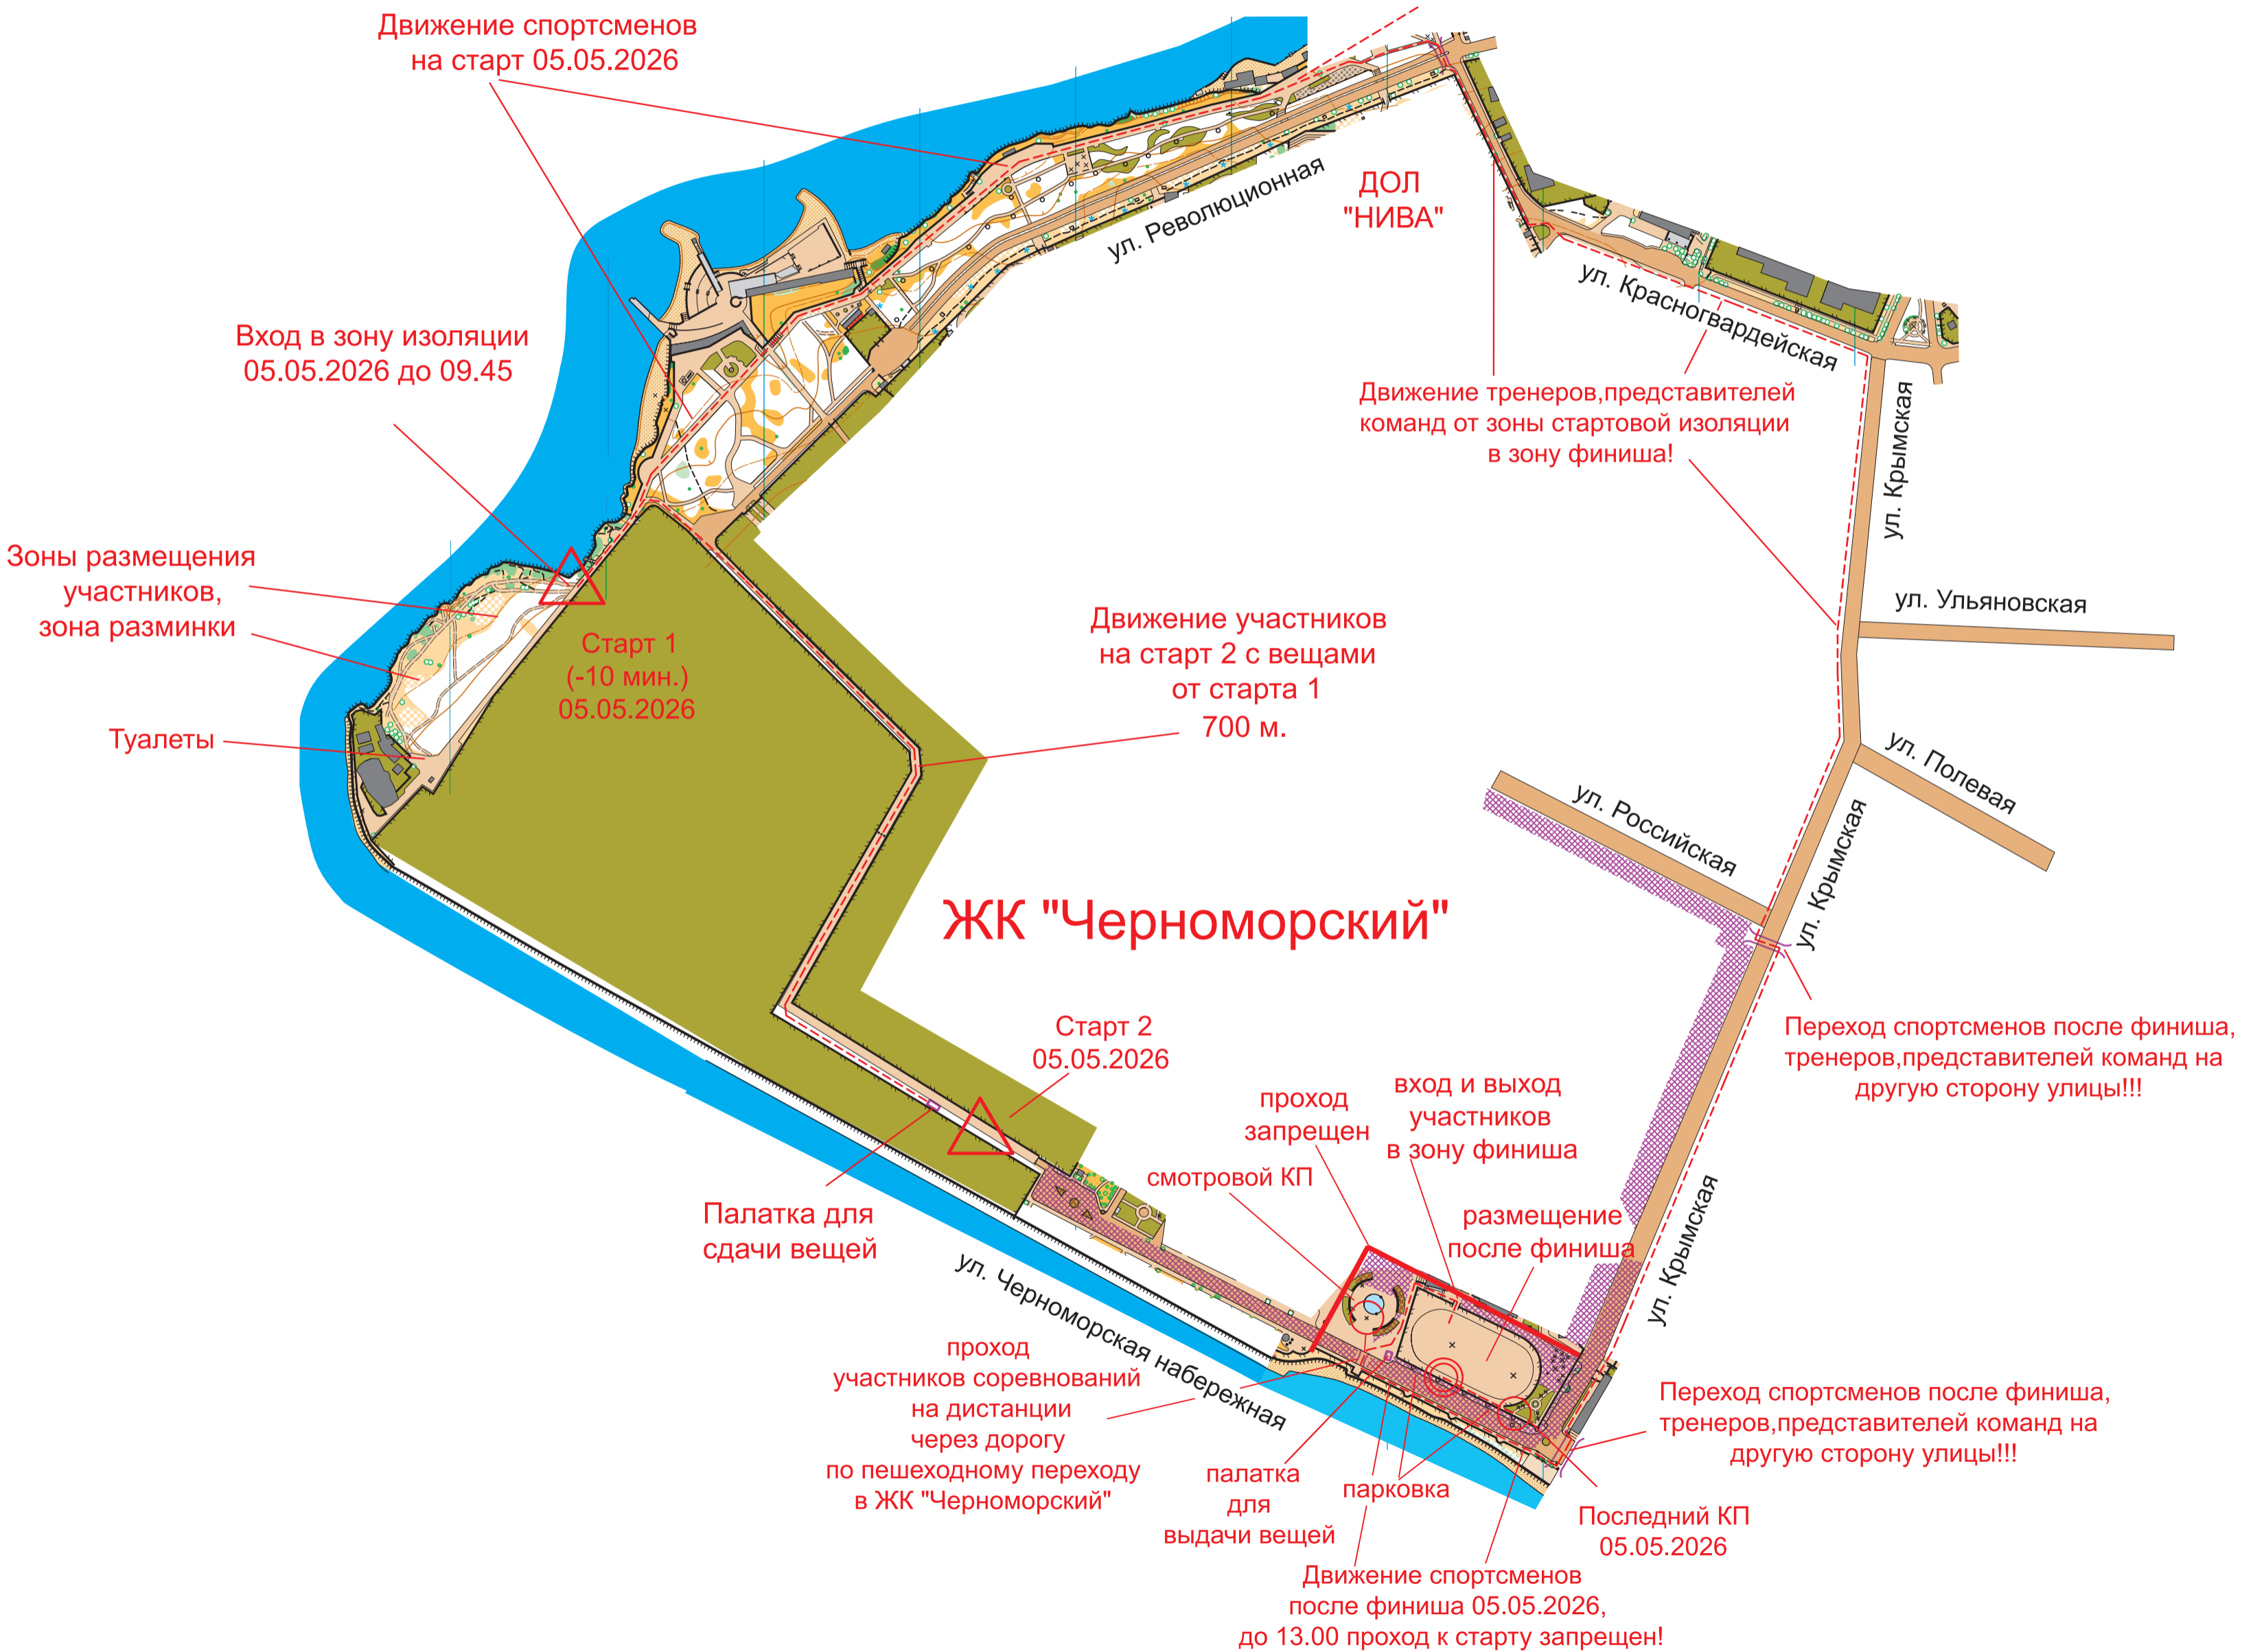 Движение спортсменов
на старт 05.05.2026
ул. Революционная
ДОЛ
"НИВА"
ул. Красногвардейская
Вход в зону изоляции
05.05.2026 до 09.45
Движение тренеров,представителей
команд от зоны стартовой изоляции
в зону финиша!
ул. Крымская
Зоны размещения
участников,
зона разминки
Старт 1
(-10 мин.)
05.05.2026
Движение участников
на старт 2 с вещами
от старта 1
700 м.
ул. Ульяновская
Туалеты
ул. Полевая
ул. Российская
ул. Крымская
ЖК "Черноморский"
Старт 2
05.05.2026
Переход спортсменов после финиша,
тренеров,представителей команд на
другую сторону улицы!!!
проход
запрещен
вход и выход
участников
в зону финиша
смотровой КП
размещение
после финиша
ул. Крымская
Палатка для
сдачи вещей
ул. Черноморская набережная
проход
участников соревнований
на дистанции
через дорогу
по пешеходному переходу
в ЖК "Черноморский"
палатка
для
выдачи вещей
парковка
Переход спортсменов после финиша,
тренеров,представителей команд на
другую сторону улицы!!!
Последний КП
05.05.2026
Движение спортсменов
после финиша 05.05.2026,
до 13.00 проход к старту запрещен!